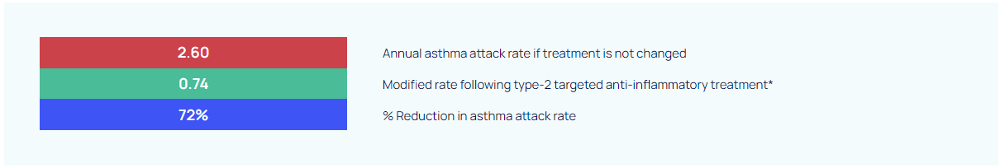 2.60 Annual asthma attack rate if treatment is not changed
0.74 Modified rate following type-2 targeted anti-inflammatory treatment*
72% % Reduction in asthma attack rate